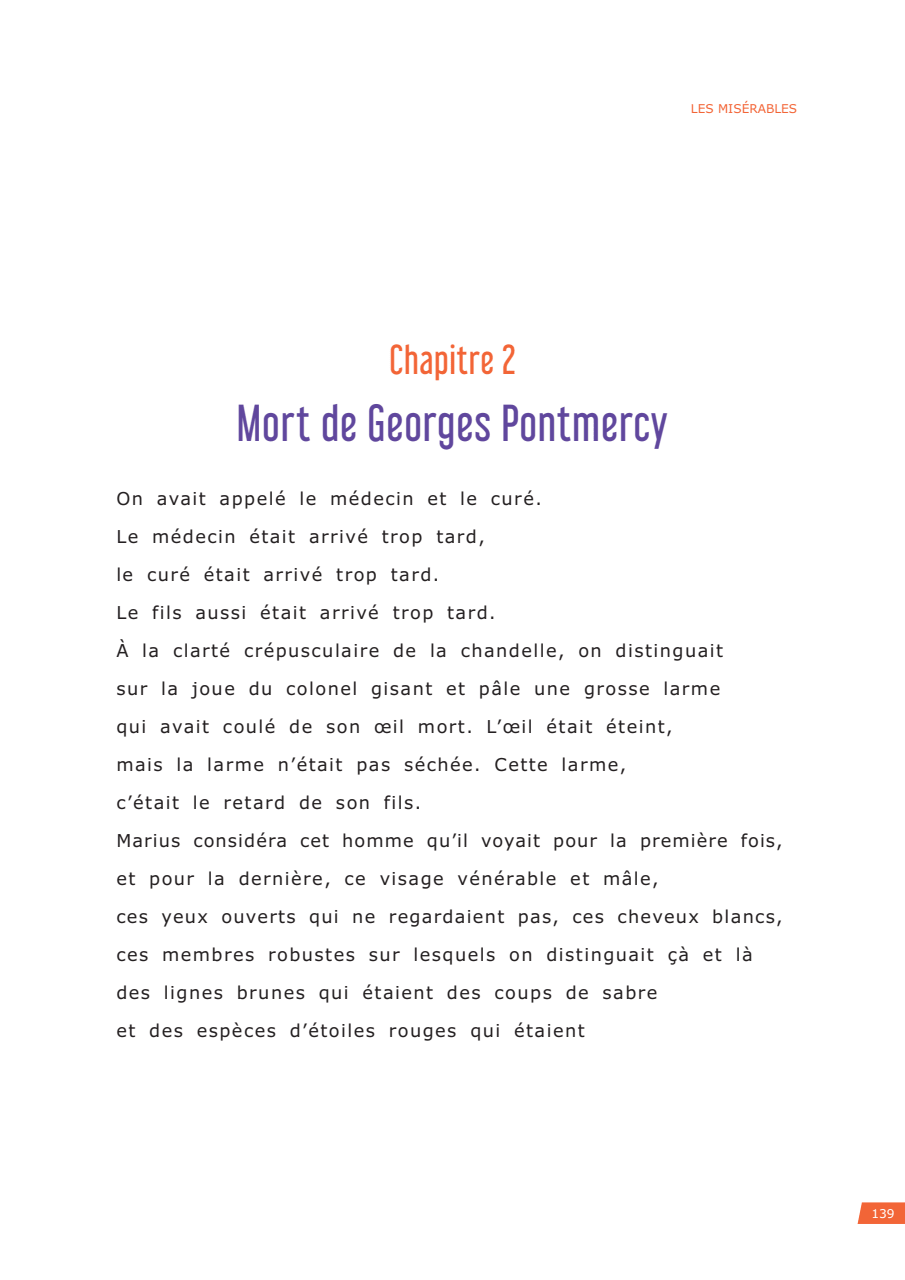 LES MISÉRABLES
Chapitre 2
Mort de Georges Pontmercy
On avait appelé le médecin et le curé.
Le médecin était arrivé trop tard,
le curé était arrivé trop tard.
Le fils aussi était arrivé trop tard.
À la clarté crépusculaire de la chandelle, on distinguait
sur la joue du colonel gisant et pâle une grosse larme
qui avait coulé de son œil mort. L’œil était éteint,
mais la larme n’était pas séchée. Cette larme,
c’était le retard de son fils.
Marius considéra cet homme qu’il voyait pour la première fois,
et pour la dernière, ce visage vénérable et mâle,
ces yeux ouverts qui ne regardaient pas, ces cheveux blancs,
ces membres robustes sur lesquels on distinguait çà et là
des lignes brunes qui étaient des coups de sabre
et des espèces d’étoiles rouges qui étaient
139